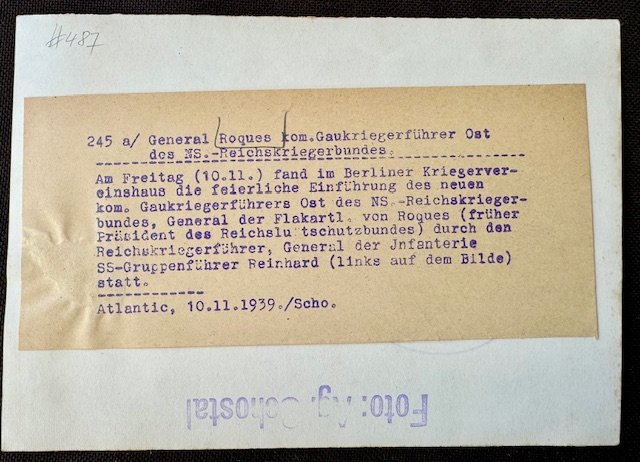 #487
245 a/ General Roques kom.Gaukriegerführer Ost
des NS.-Reichskriegerbundes.
Am Freitag (10.11.) fand im Berliner Kriegerver-
einshaus die feierliche Einführung des neuen
kom. Gaukriegerführers Ost des NS.-Reichskrieger-
bundes, General der Flakartl. von Roques (früher
Präsident des Reichslu tschutzbundes) durch den
Reichskriegerführer, General der Jnfanterie
SS-Gruppenführer Reinhard (links auf dem Bilde)
statt.
Atlantic, 10.11.1939./Scho.
Foto: Ag. Schostal